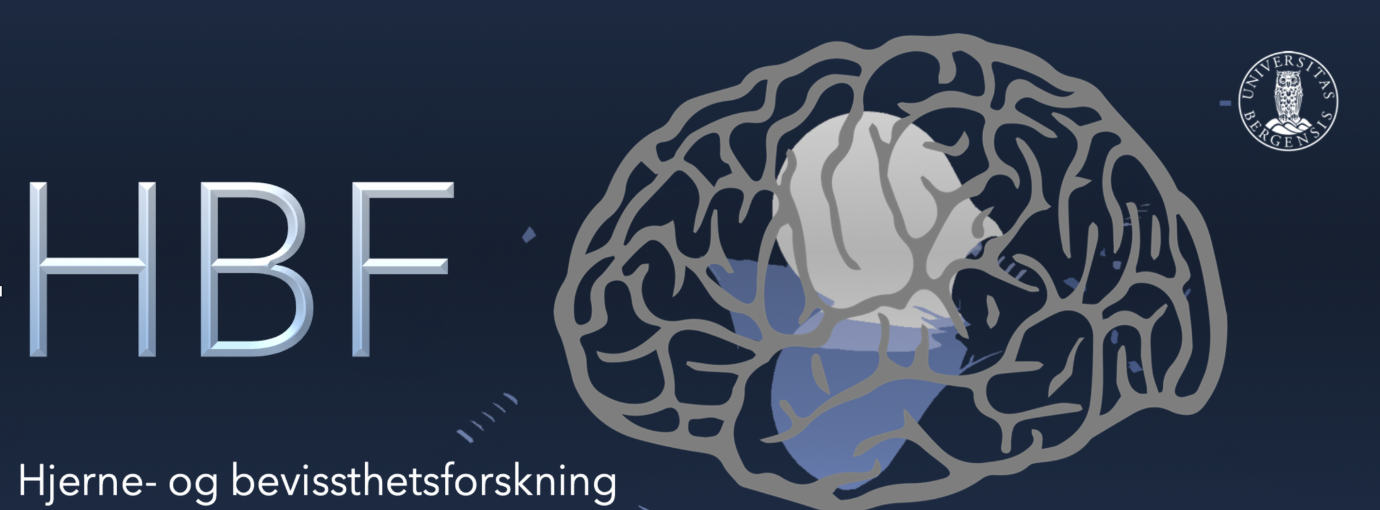 HBF
Hjerne- og bevissthetsforskning
UNIVERSITAS BERGENSIS